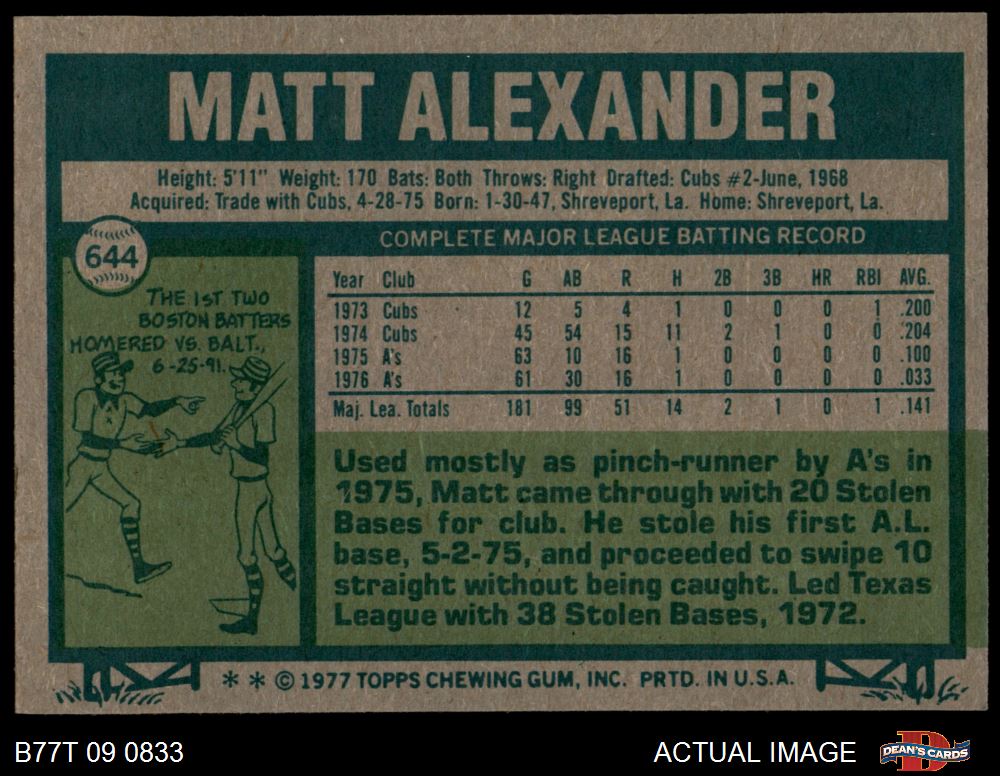 MATT ALEXANDER
Height: 5'11" Weight: 170 Bats: Both Throws: Right Drafted: Cubs #2-June, 1968
Acquired: Trade with Cubs, 4-28-75 Born: 1-30-47, Shreveport, La. Home: Shreveport, La.
644
THE 1ST TWO
BOSTON BATTERS
HOMERED VS. BALT.,
6-25-91.
COMPLETE MAJOR LEAGUE BATTING RECORD
Year Club G AB R H 2B 3B HR RBI AVG.
1973 Cubs 12 5 4 1 0 0 0 1 .200
1974 Cubs 45 54 15 11 2 1 0 0 .204
1975 A's 63 10 16 1 0 0 0 0 .100
1976 A's 61 30 16 1 0 0 0 0 .033
Maj. Lea. Totals 181 99 51 14 2 1 0 1 .141
Used mostly as pinch-runner by A's in
1975, Matt came through with 20 Stolen
Bases for club. He stole his first A.L.
base, 5-2-75, and proceeded to swipe 10
straight without being caught. Led Texas
League with 38 Stolen Bases, 1972.
* * © 1977 TOPPS CHEWING GUM, INC. PRTD. IN U.S.A.
B77T 09 0833
ACTUAL IMAGE
D
DEAN'S CARDS